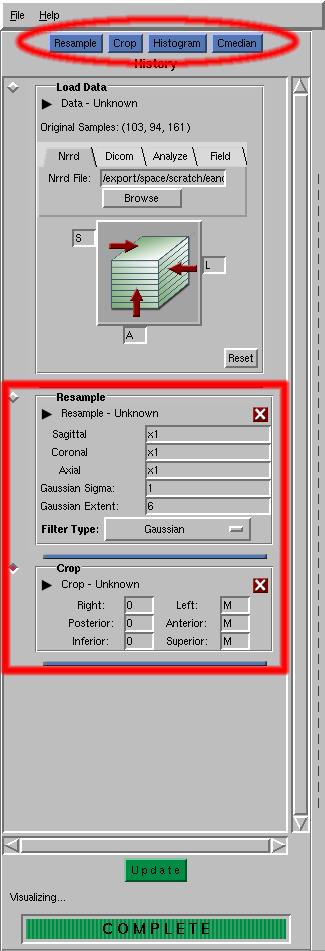 File Help
Resample Crop Histogram Cmedian
History
Load Data
Data - Unknown
Original Samples: (103, 94, 161)
Nrrd Dicom Analyze Field
Nrrd File: /export/space/scratch/eand
Browse
S
L
A
Reset
Resample
Resample - Unknown
Sagittal x1
Coronal x1
Axial x1
Gaussian Sigma: 1
Gaussian Extent: 6
Filter Type: Gaussian
Crop
Crop - Unknown
Right: 0 Left: M
Posterior: 0 Anterior: M
Inferior: 0 Superior: M
Update
Visualizing...
COMPLETE